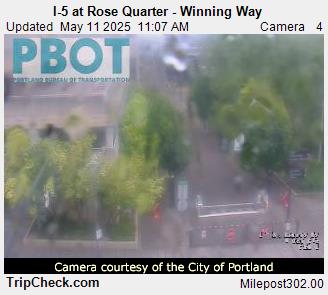 I-5 at Rose Quarter - Winning Way
Updated May 11 2025 11:07 AM Camera 4
PBOT
PORTLAND BUREAU OF TRANSPORTATION
Camera courtesy of the City of Portland
TripCheck.com Milepost302.00